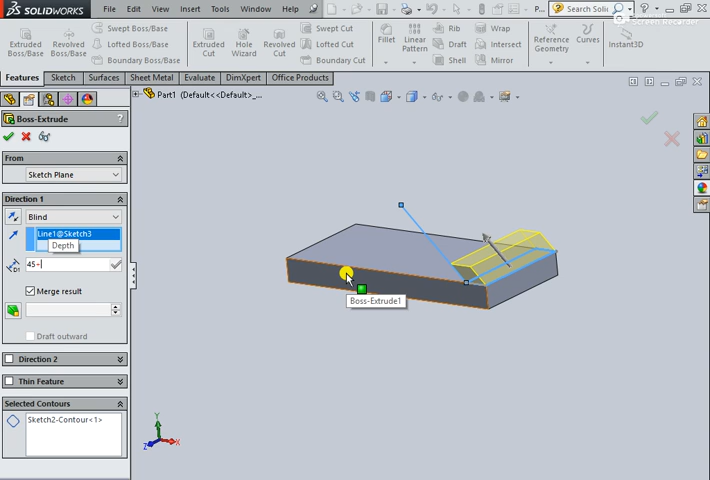 SOLIDWORKS
File Edit View Insert Tools Window Help
P...
Search Soli
Screen Recorder
Extruded Boss/Base
Revolved Boss/Base
Swept Boss/Base
Lofted Boss/Base
Boundary Boss/Base
Extruded Cut
Hole Wizard
Revolved Cut
Swept Cut
Lofted Cut
Boundary Cut
Fillet
Linear Pattern
Rib
Draft
Shell
Wrap
Intersect
Mirror
Reference Geometry
Curves
Instant3D
Features Sketch Surfaces Sheet Metal Evaluate DimXpert Office Products
Part1 (Default<<Default>_...
Boss-Extrude
?
From
Sketch Plane
Direction 1
Blind
Line1@Sketch3
Depth
D1
45-
Merge result
Draft outward
Direction 2
Thin Feature
Selected Contours
Sketch2-Contour<1>
Boss-Extrude1
Y
X
Z